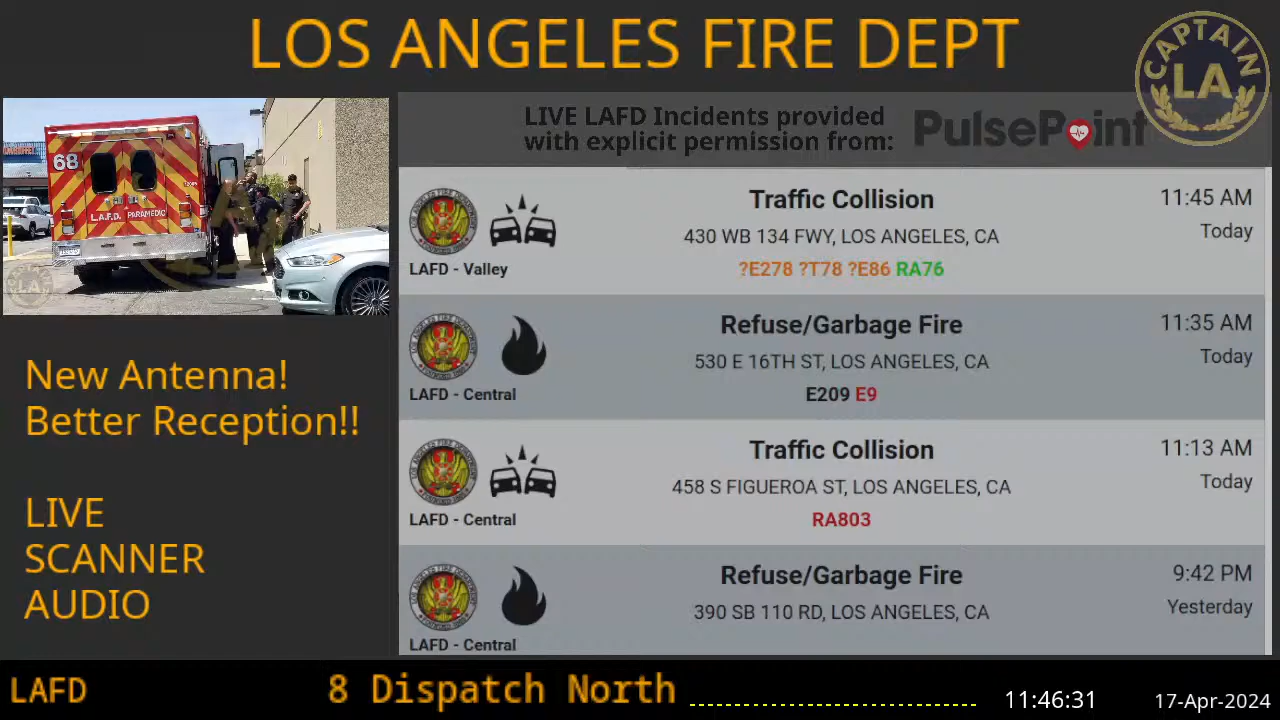 LOS ANGELES FIRE DEPT
CAPTAIN
LA
LIVE LAFD Incidents provided
with explicit permission from:
PulsePoint
68
L.A.F.D. PARAMEDIC
Traffic Collision
11:45 AM
430 WB 134 FWY, LOS ANGELES, CA
Today
LAFD - Valley
?E278 ?T78 ?E86 RA76
Refuse/Garbage Fire
11:35 AM
530 E 16TH ST, LOS ANGELES, CA
Today
LAFD - Central
E209 E9
Traffic Collision
11:13 AM
458 S FIGUEROA ST, LOS ANGELES, CA
Today
LAFD - Central
RA803
Refuse/Garbage Fire
9:42 PM
390 SB 110 RD, LOS ANGELES, CA
Yesterday
LAFD - Central
New Antenna!
Better Reception!!
LIVE
SCANNER
AUDIO
LAFD
8 Dispatch North
11:46:31
17-Apr-2024